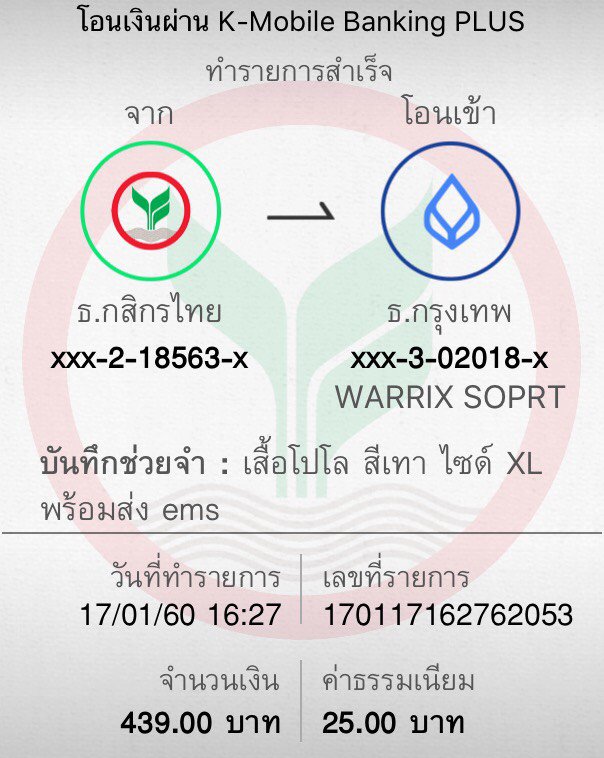 โอนเงินผ่าน K-Mobile Banking PLUS
ทำรายการสำเร็จ
จาก
โอนเข้า
ธ.กสิกรไทย
ธ.กรุงเทพ
xxx-2-18563-x
xxx-3-02018-x
WARRIX SOPRT
บันทึกช่วยจำ : เสื้อโปโล สีเทา ไซด์ XL
พร้อมส่ง ems
วันที่ทำรายการ
เลขที่รายการ
17/01/60 16:27
170117162762053
จำนวนเงิน
ค่าธรรมเนียม
439.00 บาท
25.00 บาท